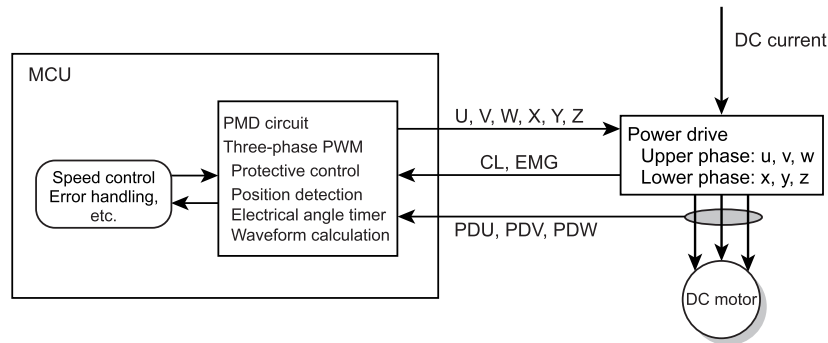 MCU
PMD circuit
Three-phase PWM
Protective control
Position detection
Electrical angle timer
Waveform calculation
Speed control
Error handling,
etc.
U, V, W, X, Y, Z
CL, EMG
PDU, PDV, PDW
DC current
Power drive
Upper phase: u, v, w
Lower phase: x, y, z
DC motor